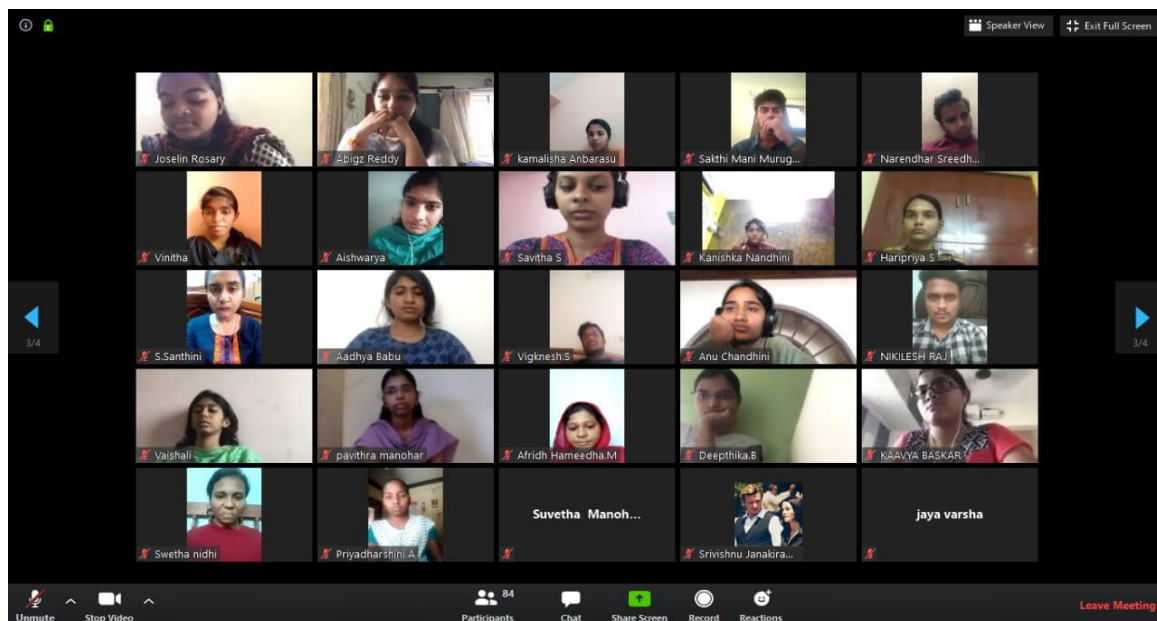 Speaker View
Exit Full Screen
Joselin Rosary
Abigz Reddy
kamalisha Anbarasu
Sakthi Mani Murug...
Narendhar Sreedh...
Vinitha
Aishwarya
Savitha S
Kanishka Nandhini
Haripriya S
S.Santhini
Aadhya Babu
Vigknesh.S
Anu Chandhini
NIKILESH RAJ
3/4
3/4
Vaishali
pavithra manohar
Afridh Hameedha.M
Deepthika.B
KAAVYA BASKAR
Swetha nidhi
Priyadharshini A
Suvetha Manoh...
Srivishnu Janakira...
jaya varsha
Unmute
Stop Video
84
Participants
Chat
Share Screen
Record
Reactions
Leave Meeting